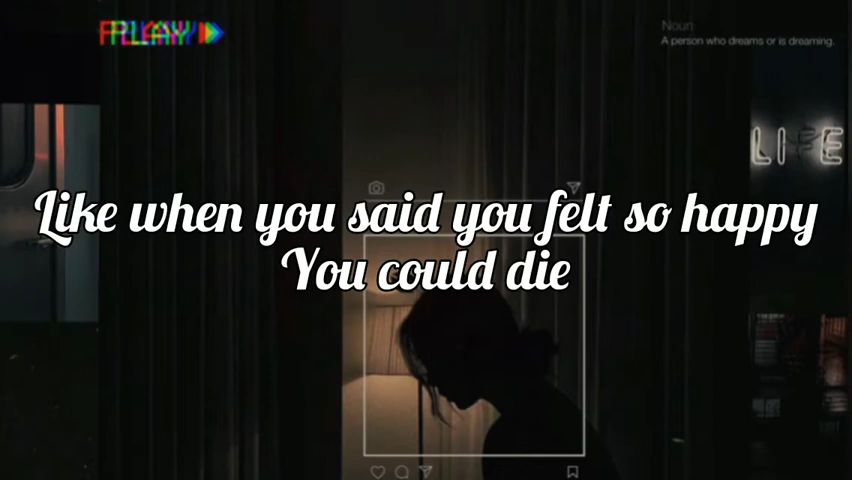 PLAY
Noun
A person who dreams or is dreaming.
LIFE
Like when you said you felt so happy
You could die